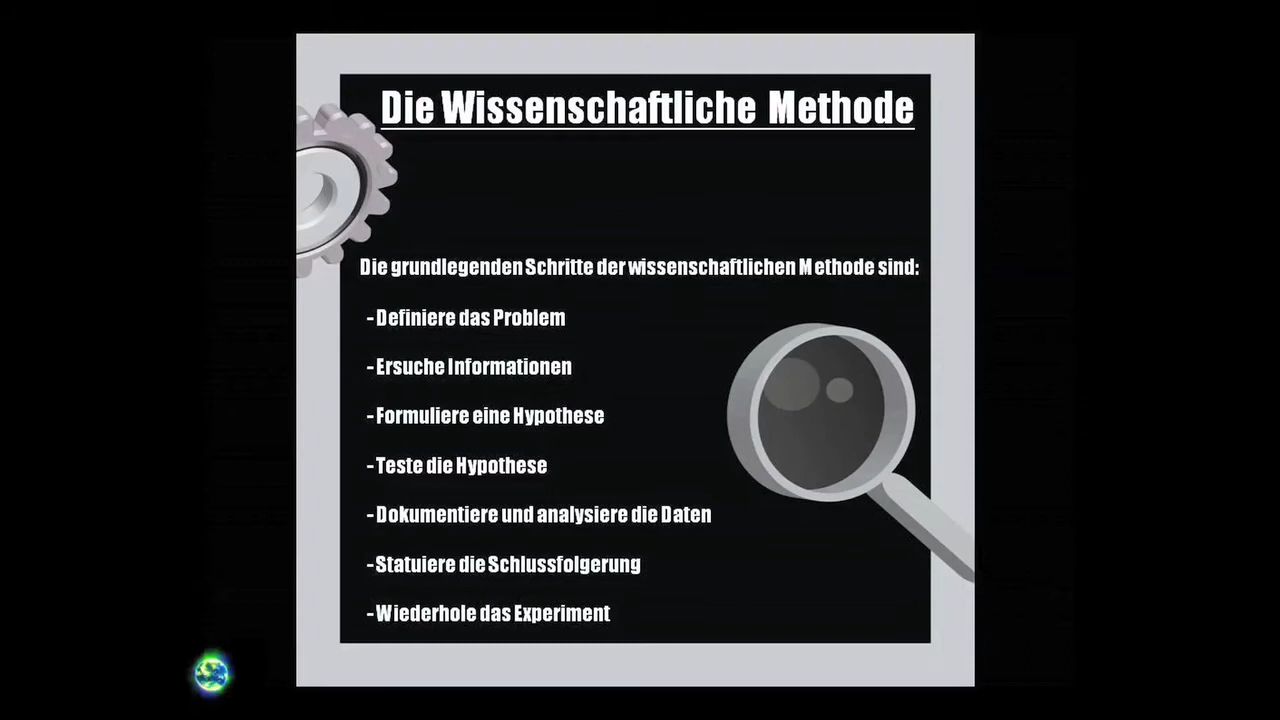 Die Wissenschaftliche Methode
Die grundlegenden Schritte der wissenschaftlichen Methode sind:
- Definiere das Problem
- Ersuche Informationen
- Formuliere eine Hypothese
- Teste die Hypothese
- Dokumentiere und analysiere die Daten
- Statuiere die Schlussfolgerung
- Wiederhole das Experiment